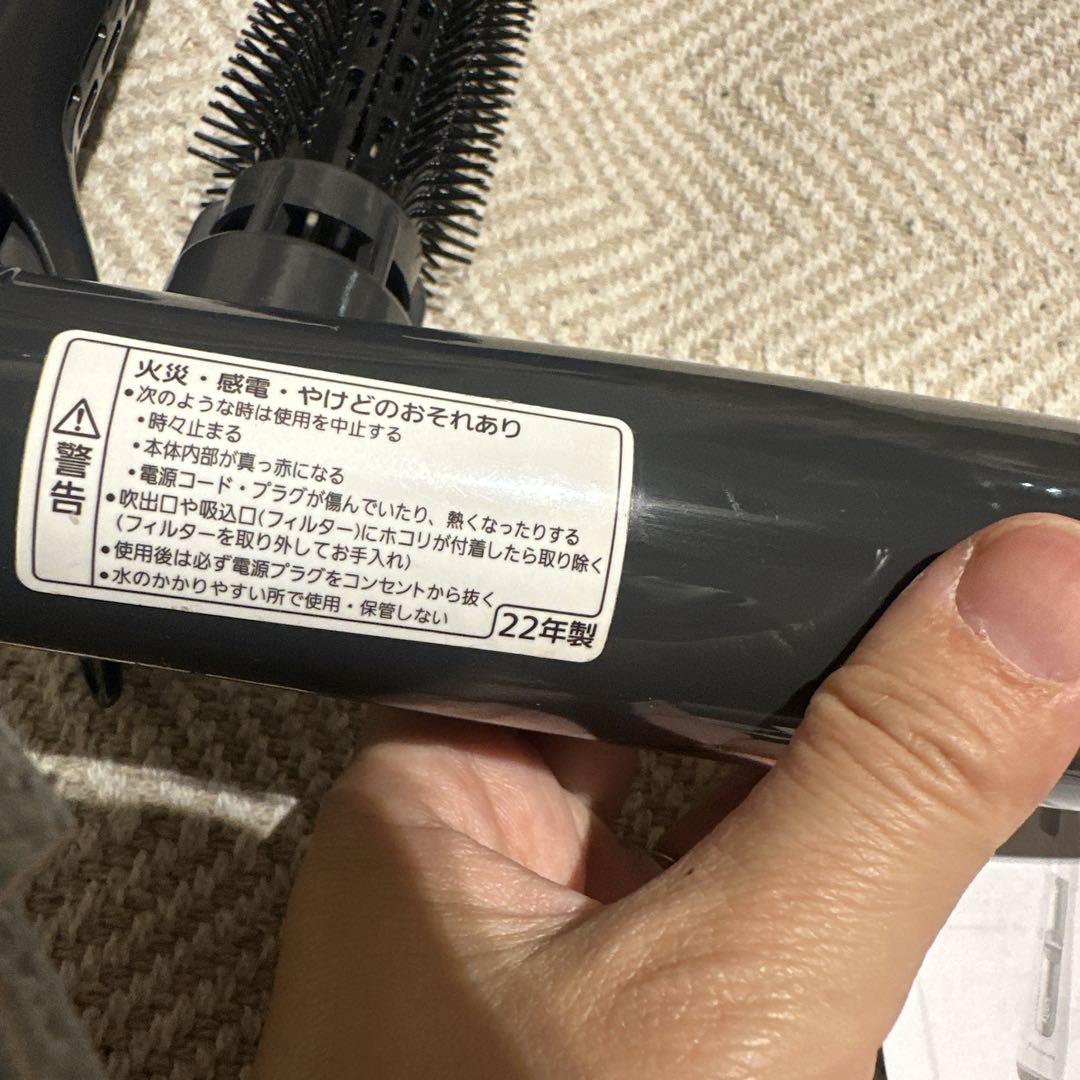 警告
火災・感電・やけどのおそれあり
•次のような時は使用を中止する
・時々止まる
・本体内部が真っ赤になる
・電源コード・プラグが傷んでいたり、熱くなったりする
•吹出口や吸込口(フィルター)にホコリが付着したら取り除く
(フィルターを取り外してお手入れ)
•使用後は必ず電源プラグをコンセントから抜く
•水のかかりやすい所で使用・保管しない
22年製